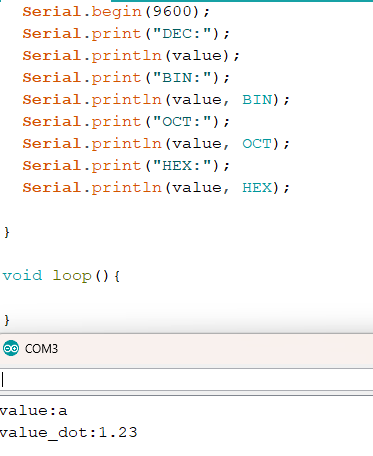 Serial.begin(9600);
Serial.print("DEC:");
Serial.println(value);
Serial.print("BIN:");
Serial.println(value, BIN);
Serial.print("OCT:");
Serial.println(value, OCT);
Serial.print("HEX:");
Serial.println(value, HEX);
}
void loop(){
}
COM3
value:a
value_dot:1.23